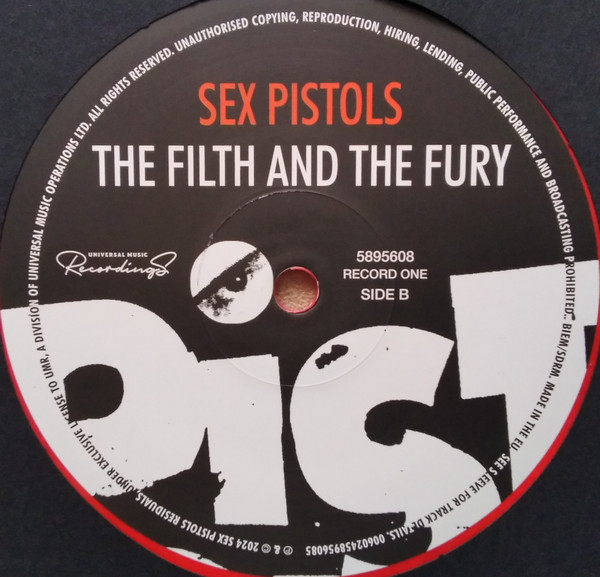 SEX PISTOLS
THE FILTH AND THE FURY
UNIVERSAL MUSIC
Recordings
5895608
RECORD ONE
SIDE B
PIST
℗ & © 2024 SEX PISTOLS RESIDUALS, UNDER EXCLUSIVE LICENSE TO UMR, A DIVISION OF UNIVERSAL MUSIC OPERATIONS LTD. ALL RIGHTS RESERVED. UNAUTHORISED COPYING, REPRODUCTION, HIRING, LENDING, PUBLIC PERFORMANCE AND BROADCASTING PROHIBITED.. BIEM/SDRM. MADE IN THE EU. SEE SLEEVE FOR TRACK DETAILS. 00602458956085